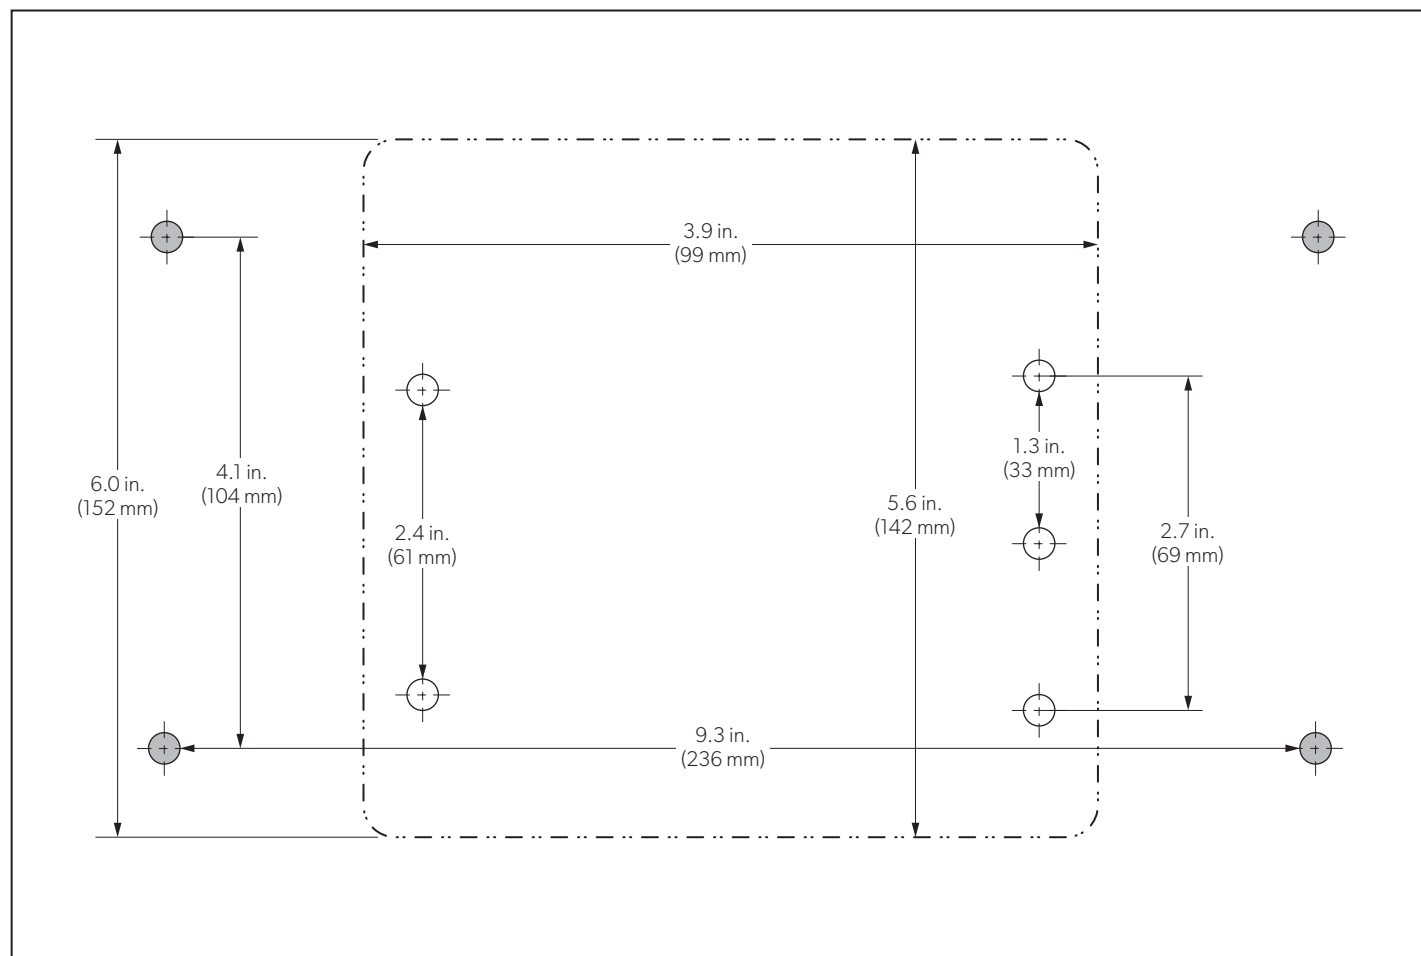 3.9 in.
(99 mm)
1.3 in.
(33 mm)
4.1 in.
(104 mm)
6.0 in.
(152 mm)
5.6 in.
(142 mm)
2.4 in.
(61 mm)
2.7 in.
(69 mm)
9.3 in.
(236 mm)